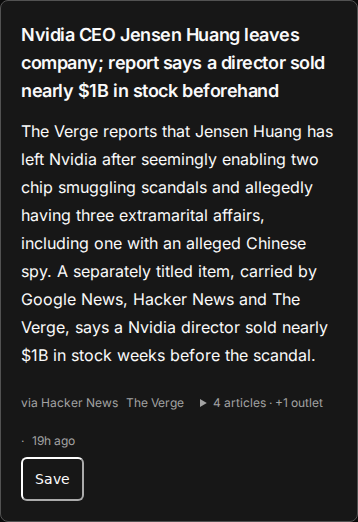 Nvidia CEO Jensen Huang leaves
company; report says a director sold
nearly $1B in stock beforehand
The Verge reports that Jensen Huang has
left Nvidia after seemingly enabling two
chip smuggling scandals and allegedly
having three extramarital affairs,
including one with an alleged Chinese
spy. A separately titled item, carried by
Google News, Hacker News and The
Verge, says a Nvidia director sold nearly
$1B in stock weeks before the scandal.
via Hacker News The Verge ▶ 4 articles · +1 outlet
· 19h ago
Save